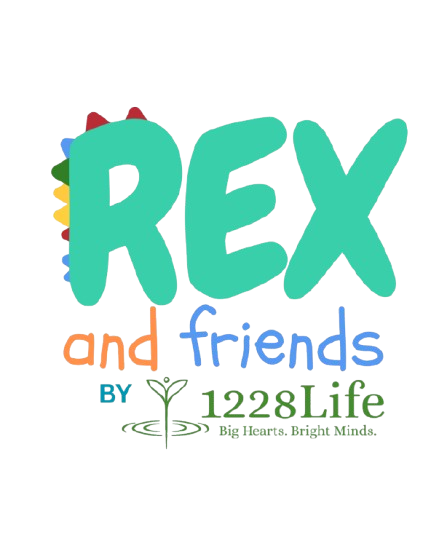 REX
and friends
BY 1228Life
Big Hearts. Bright Minds.